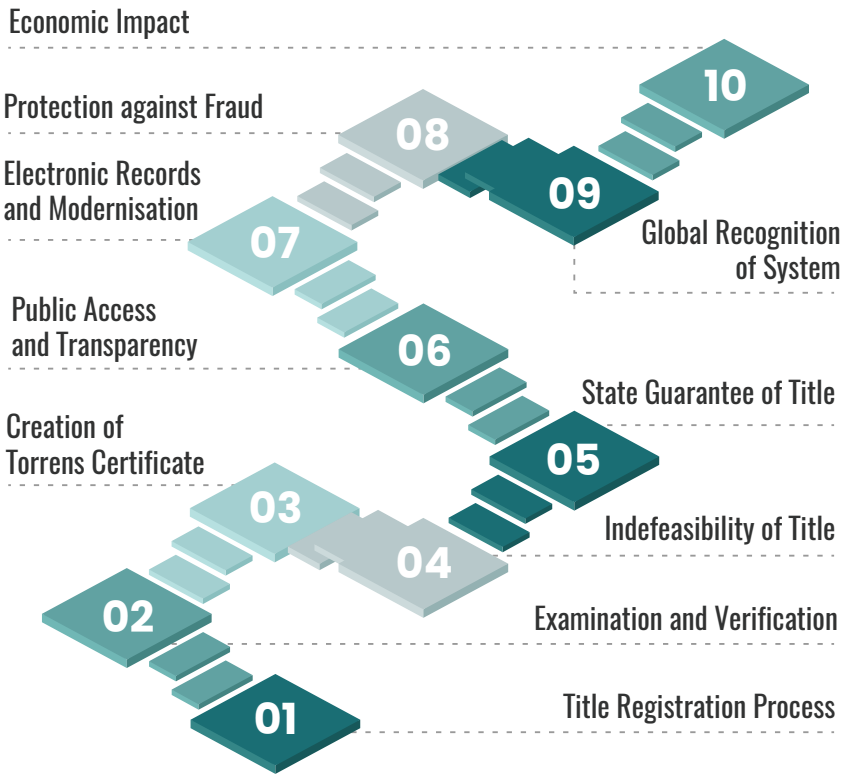 Economic Impact
10
Protection against Fraud
08
Electronic Records
and Modernisation
09
07
Global Recognition
of System
Public Access
and Transparency
06
State Guarantee of Title
Creation of
Torrens Certificate
05
03
Indefeasibility of Title
04
02
Examination and Verification
01
Title Registration Process